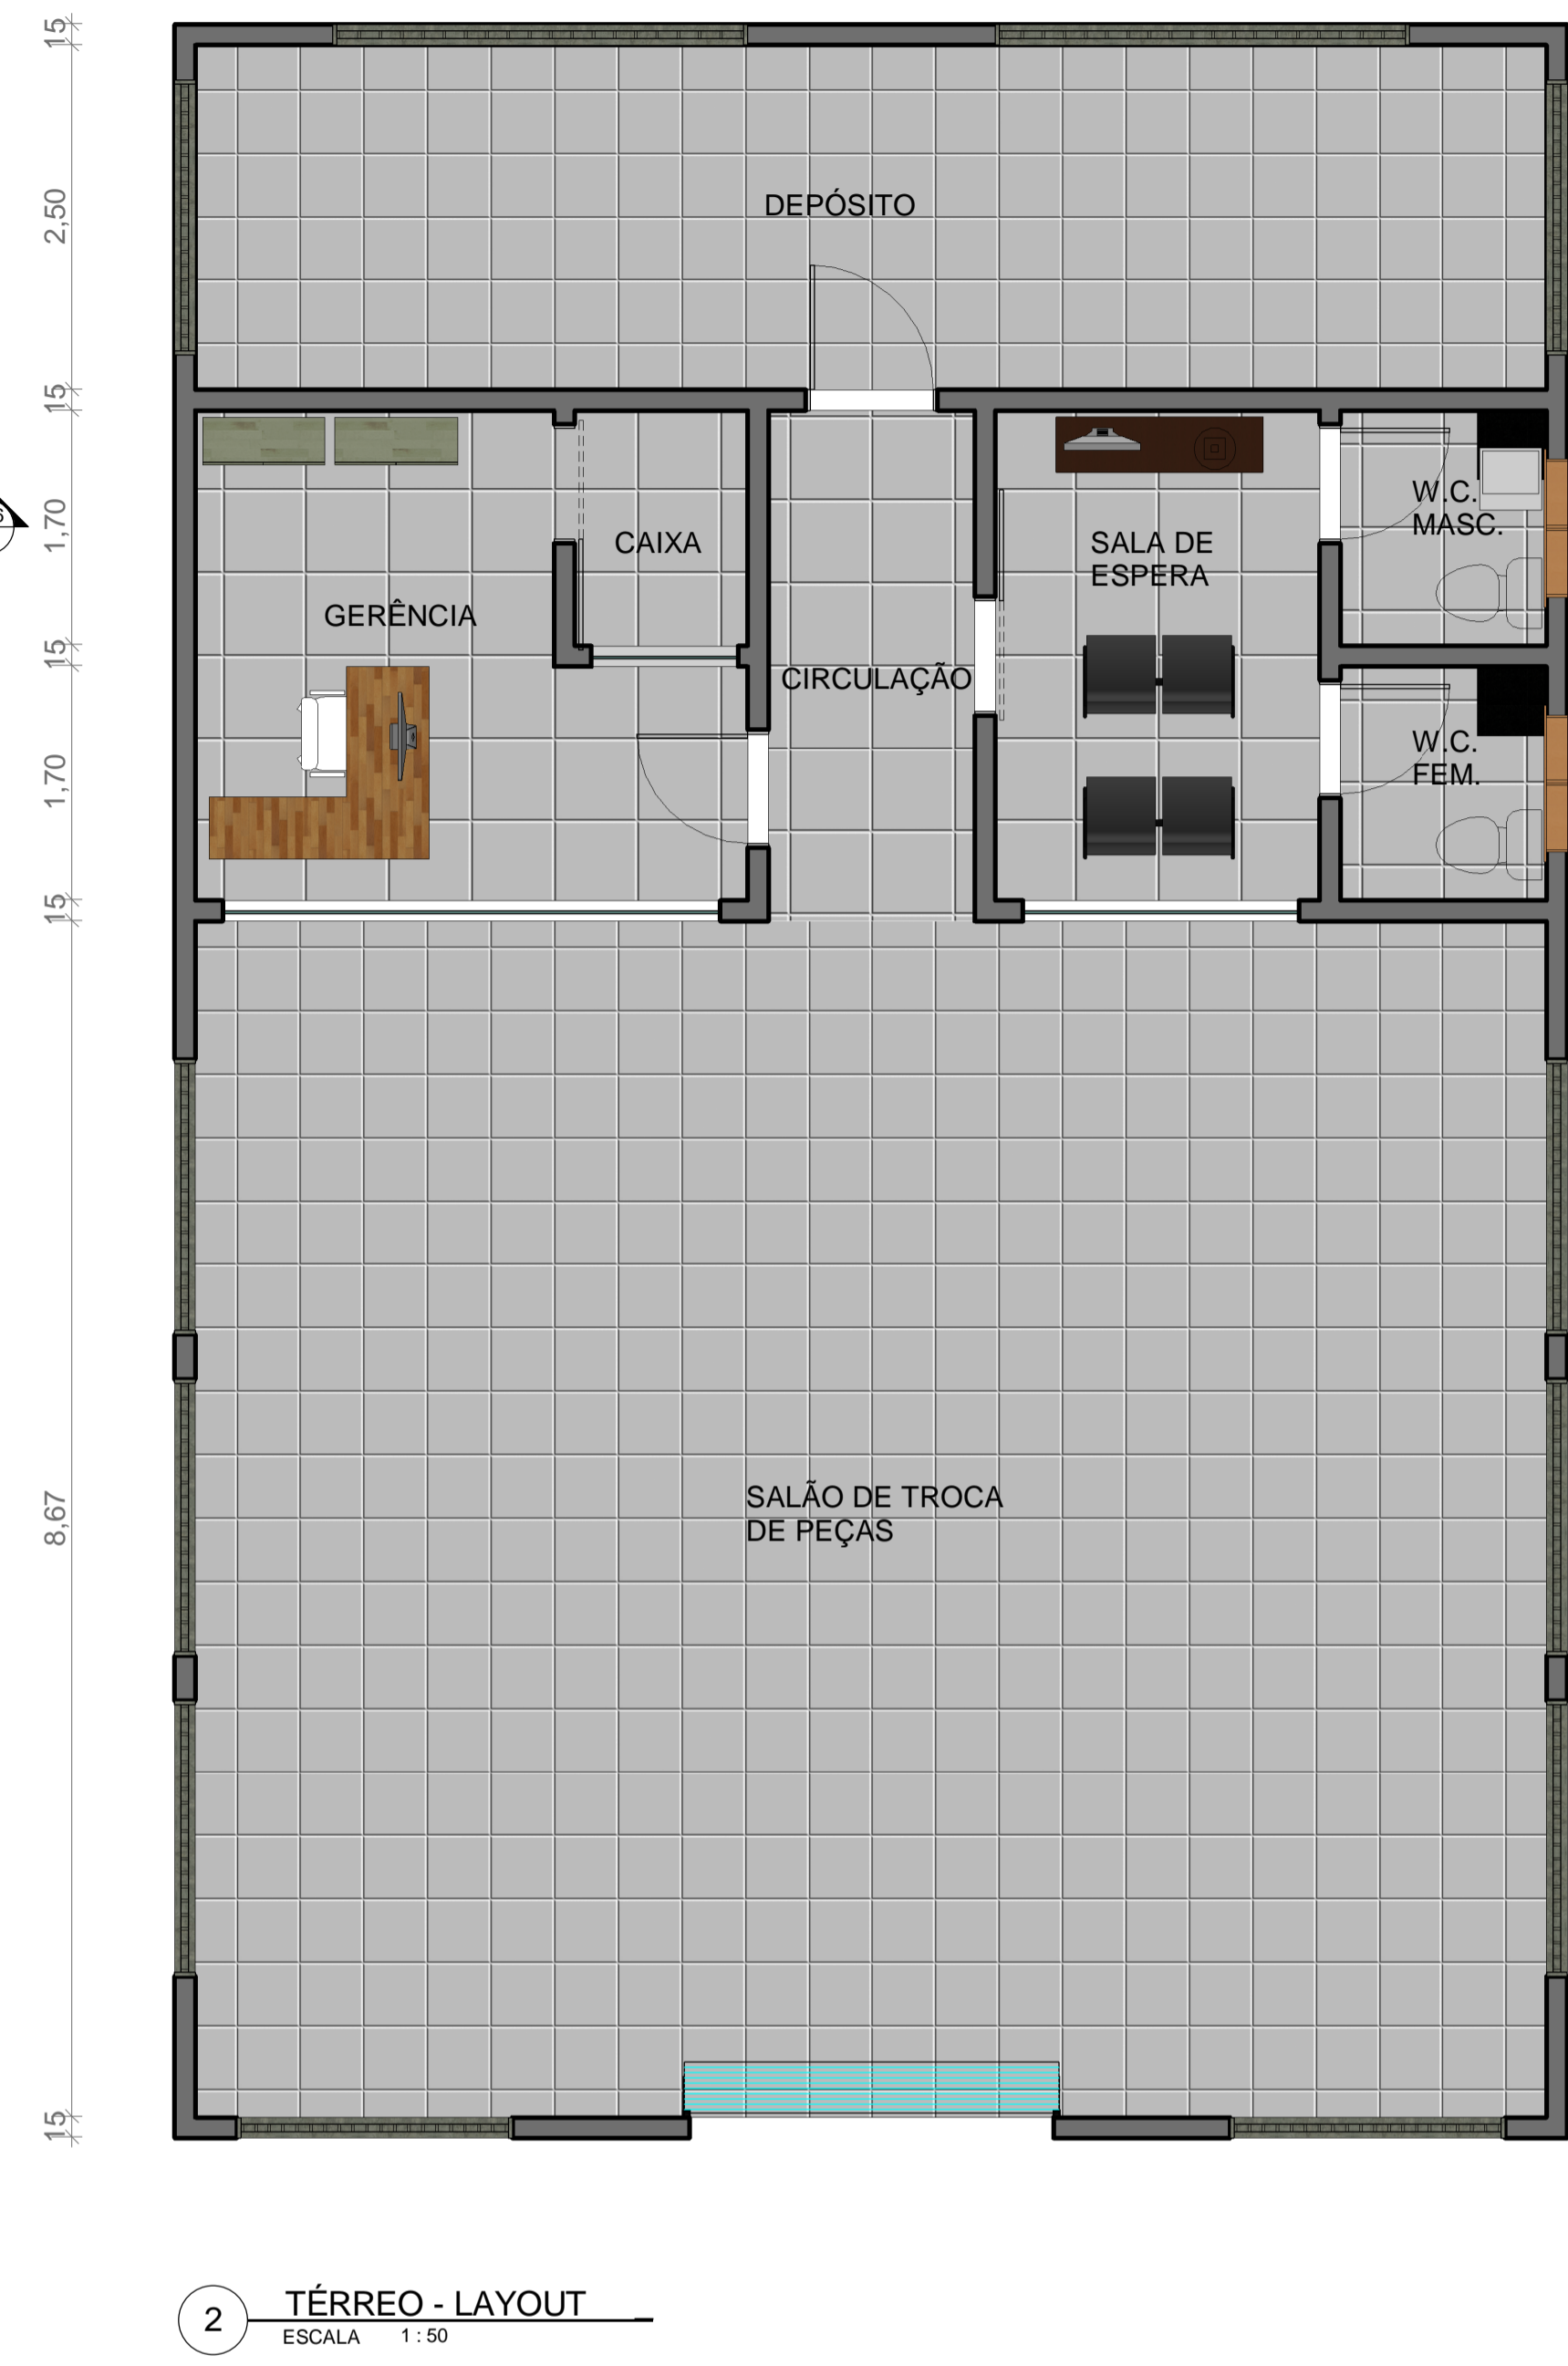 15
2,50
DEPÓSITO
15
1,70
CAIXA
SALA DE
ESPERA
W.C.
MASC.
GERÊNCIA
15
CIRCULAÇÃO
1,70
W.C.
FEM.
15
8,67
SALÃO DE TROCA
DE PEÇAS
15
2
TÉRREO - LAYOUT
ESCALA 1 : 50